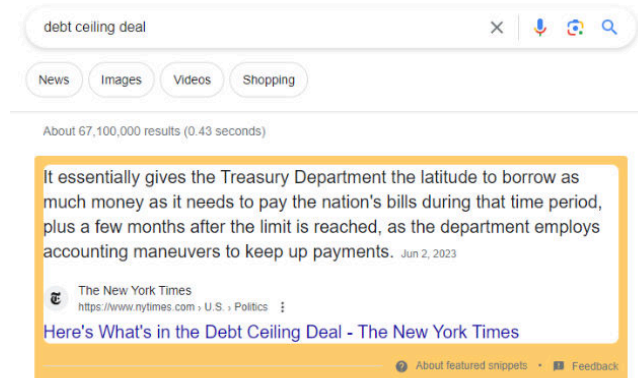 debt ceiling deal
News Images Videos Shopping
About 67,100,000 results (0.43 seconds)
It essentially gives the Treasury Department the latitude to borrow as
much money as it needs to pay the nation's bills during that time period,
plus a few months after the limit is reached, as the department employs
accounting maneuvers to keep up payments. Jun 2, 2023
The New York Times
https://www.nytimes.com › U.S. › Politics
Here's What's in the Debt Ceiling Deal - The New York Times
About featured snippets • Feedback